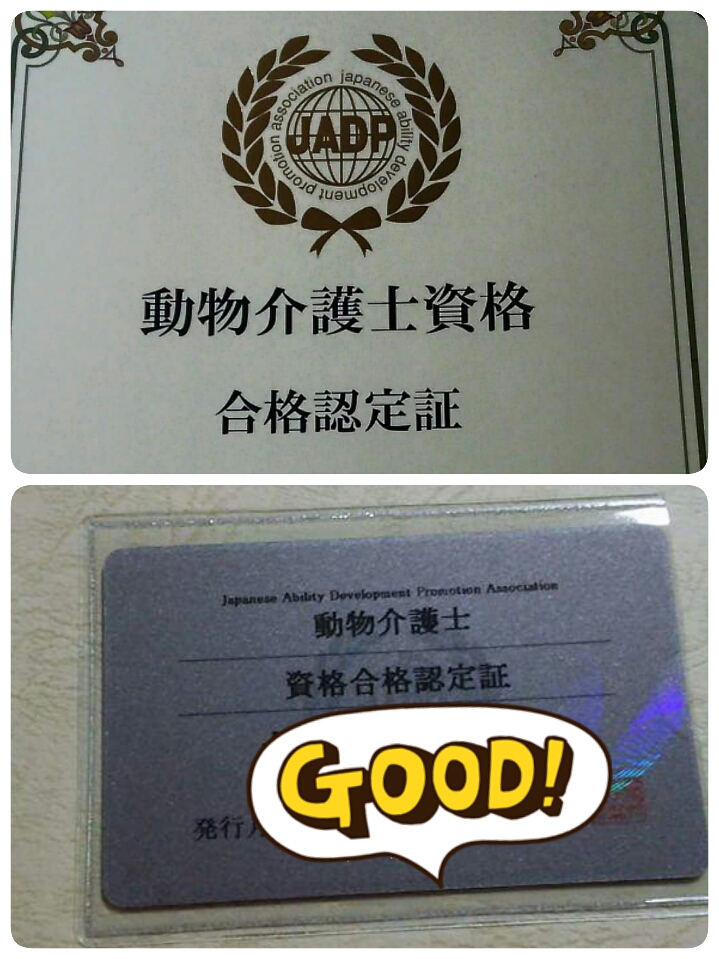 japanese ability development promotion association
JADP
動物介護士資格
合格認定証
Japanese Ability Development Promotion Association
動物介護士
資格合格認定証
GOOD!
発行